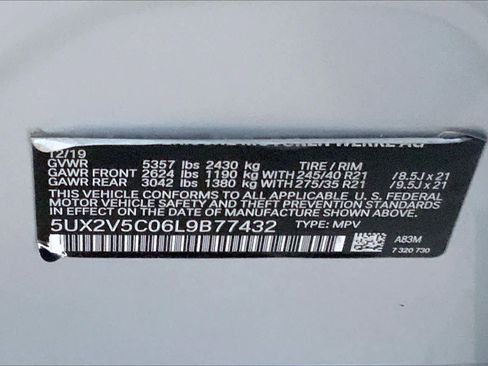 MOTOREN WERKE AG
12/19
GVWR 5357 lbs 2430 kg TIRE / RIM
GAWR FRONT 2624 lbs 1190 kg WITH 245/40 R21 / 8.5J x 21
GAWR REAR 3042 lbs 1380 kg WITH 275/35 R21 / 9.5J x 21
THIS VEHICLE CONFORMS TO ALL APPLICABLE U.S. FEDERAL
MOTOR VEHICLE SAFETY AND THEFT PREVENTION STANDARDS
IN EFFECT ON THE DATE OF MANUFACTURE SHOWN ABOVE.
5UX2V5C06L9B77432 TYPE: MPV
A83M
7 320 730